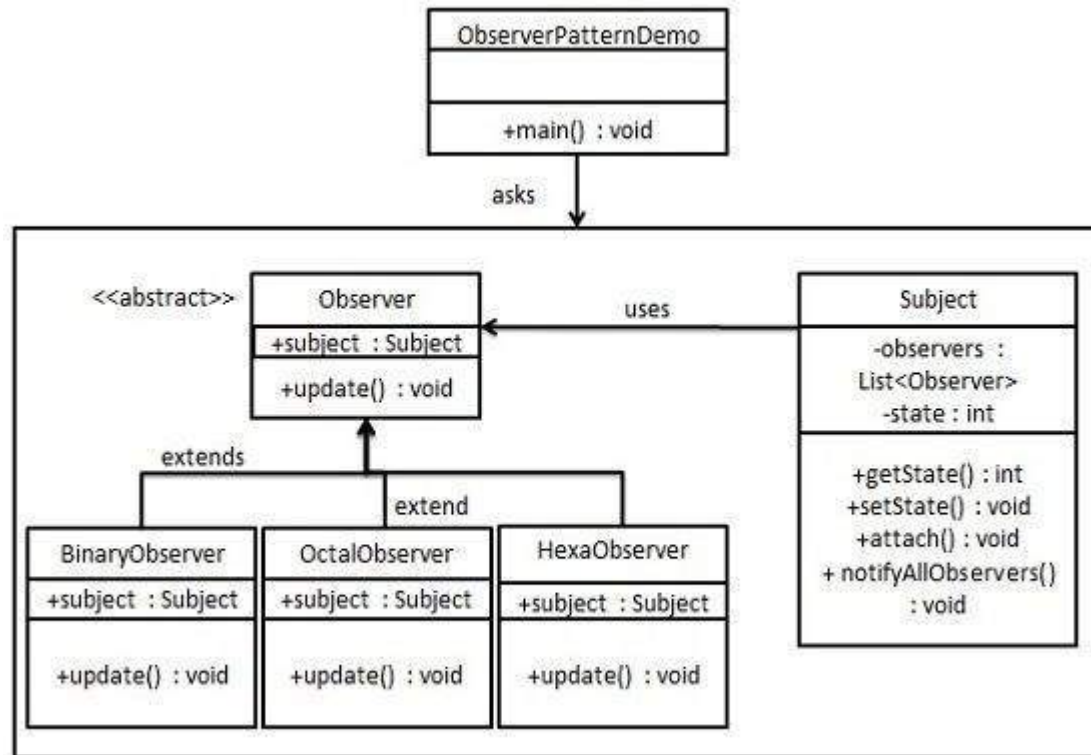 ObserverPatternDemo
+main() : void
asks
<<abstract>>
Observer
+subject : Subject
+update() : void
uses
Subject
-observers :
List<Observer>
-state : int
+getState() : int
+setState() : void
+attach() : void
+ notifyAllObservers()
: void
extends
extend
BinaryObserver
+subject : Subject
+update() : void
OctalObserver
+subject : Subject
+update() : void
HexaObserver
+subject : Subject
+update() : void